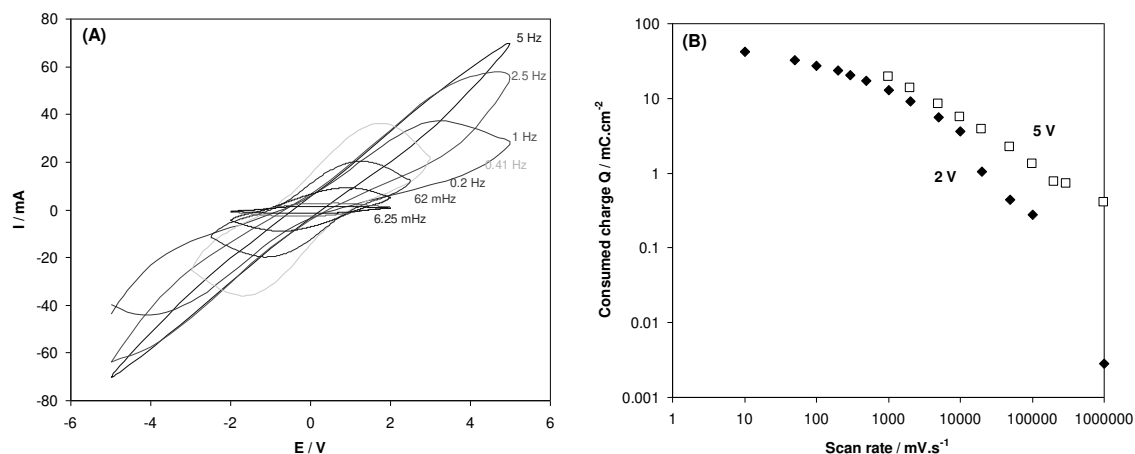 (A)
80
60
40
20
0
-20
-40
-60
-80
I / mA
-6
-4
-2
0
2
4
6
E / V
5 Hz
2.5 Hz
1 Hz
0.41 Hz
0.2 Hz
62 mHz
6.25 mHz
(B)
100
10
1
0.1
0.01
0.001
Consumed charge Q / mC.cm-2
1
10
100
1000
10000
100000
1000000
Scan rate / mV.s-1
5 V
2 V